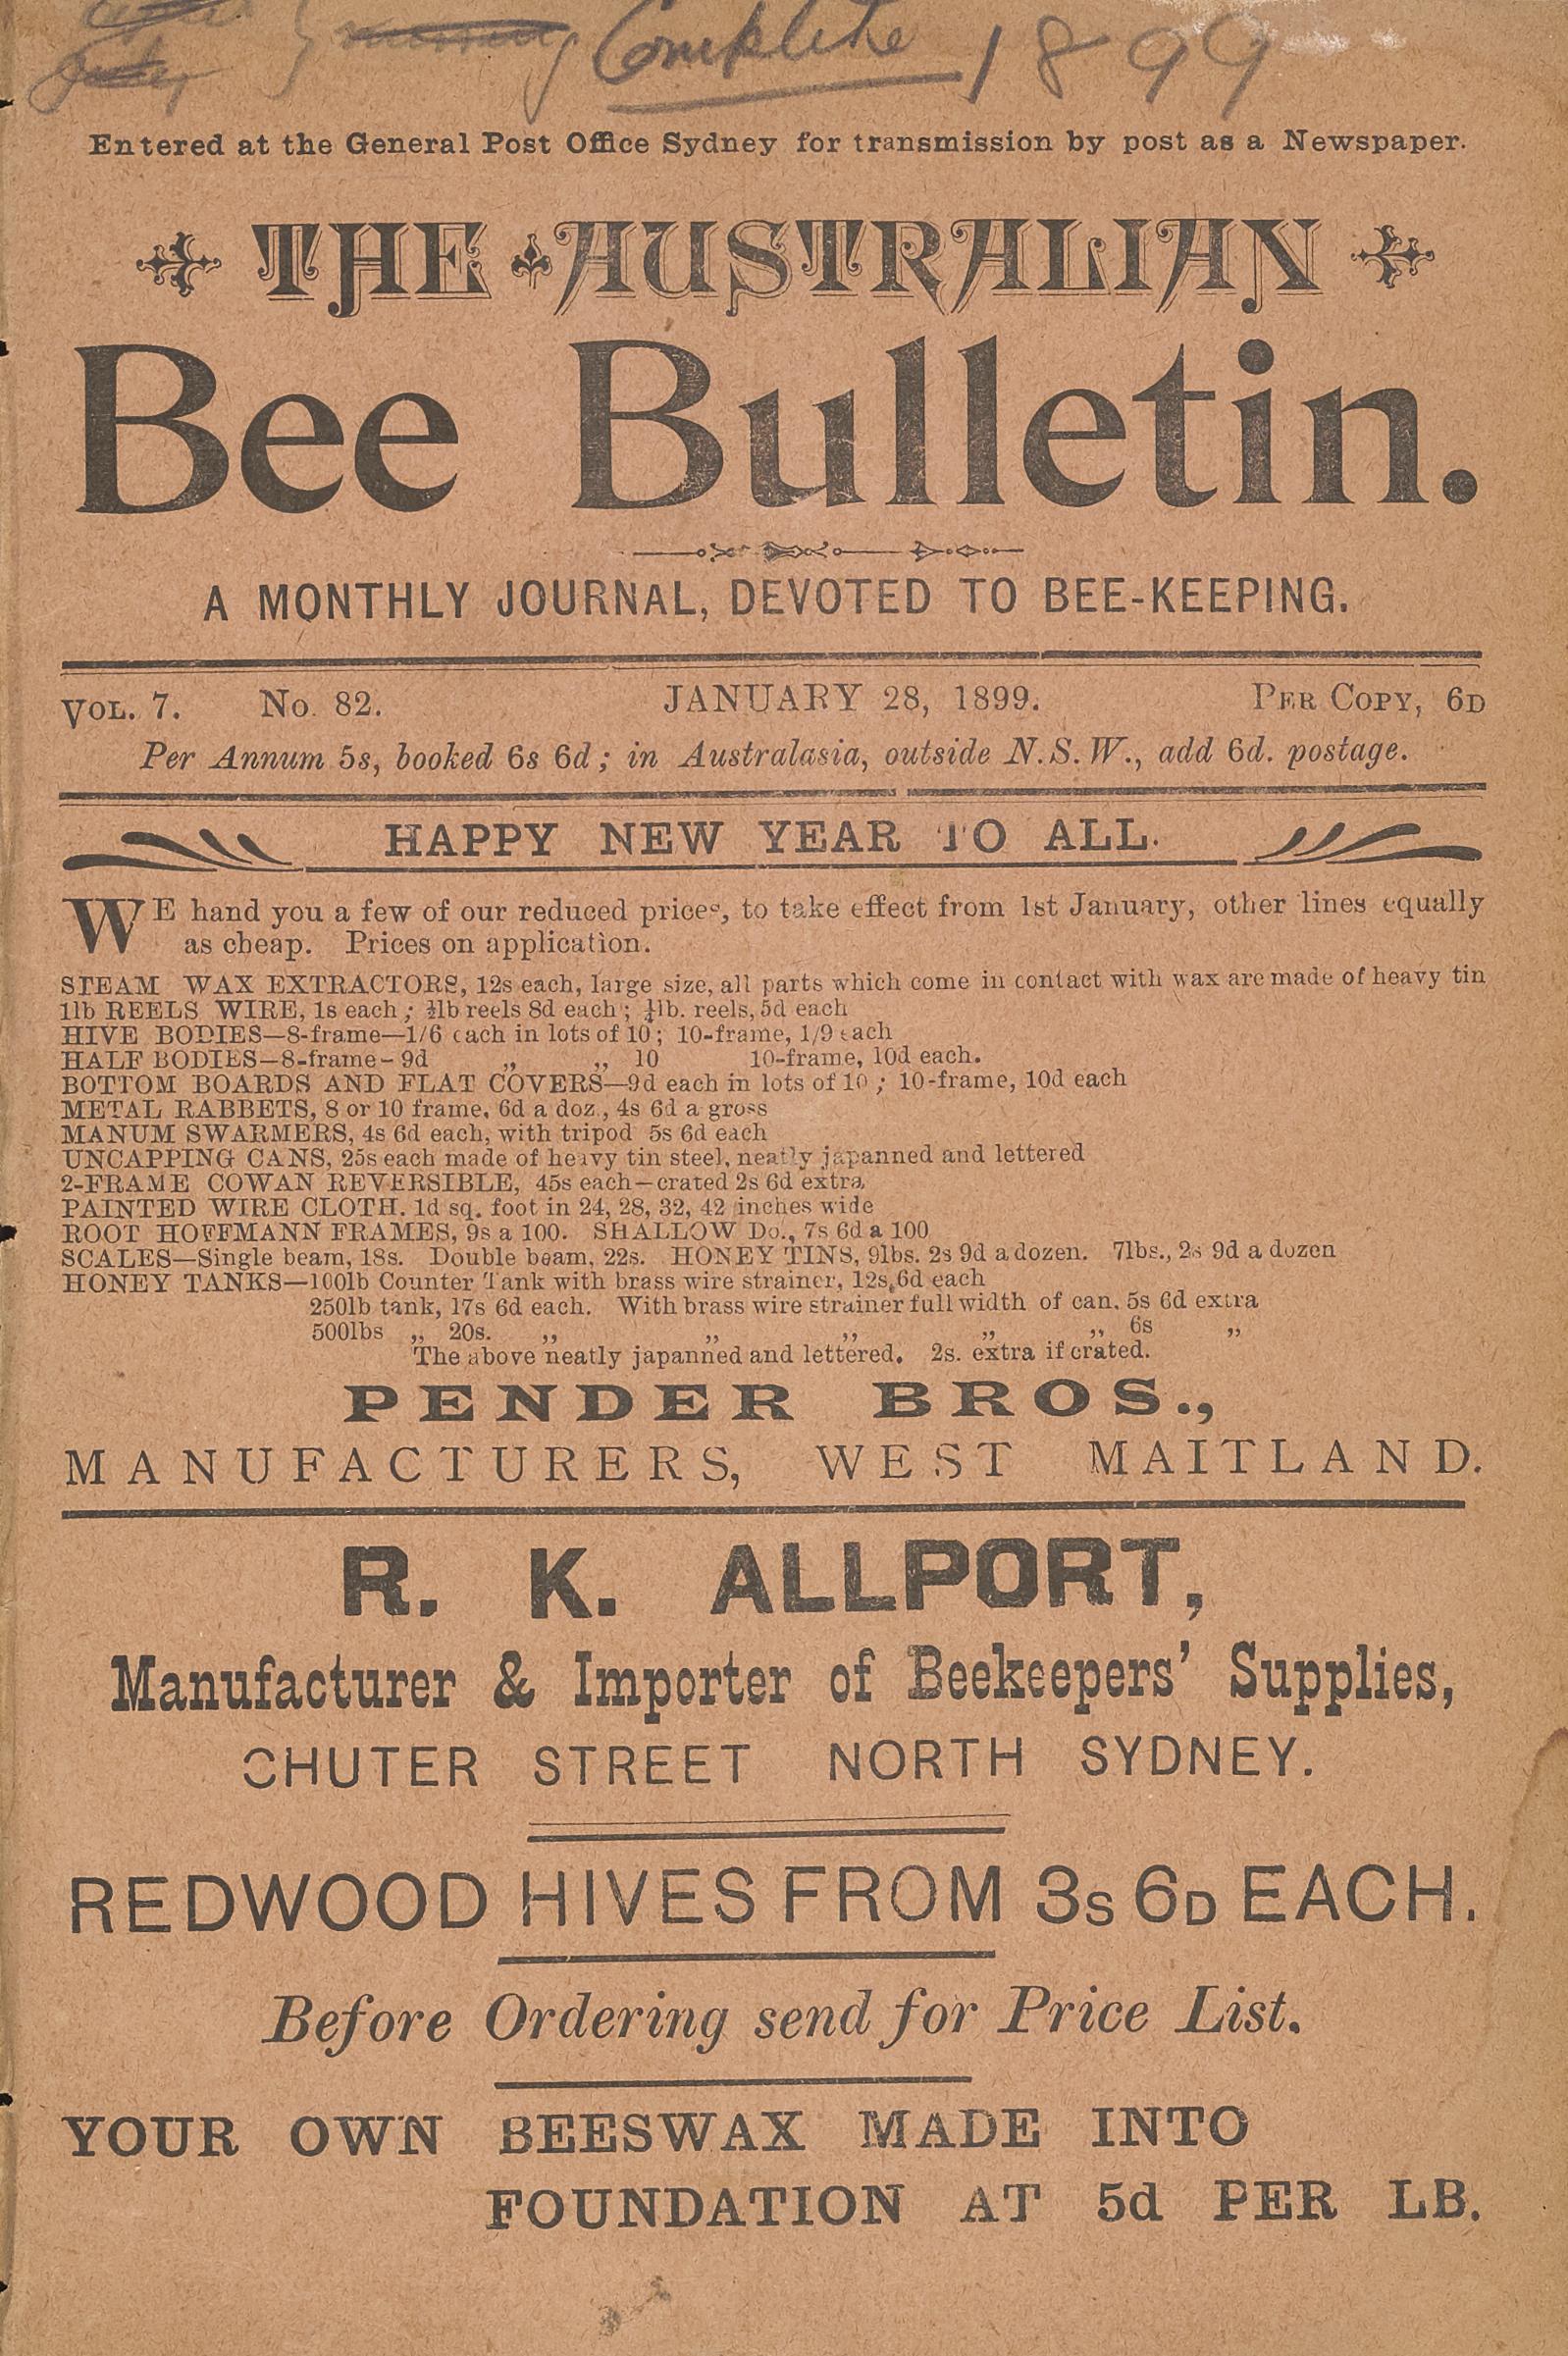 Complete 1899
Entered at the General Post Office Sydney for transmission by post as a Newspaper.
THE AUSTRALIAN
Bee Bulletin.
A MONTHLY JOURNAL, DEVOTED TO BEE-KEEPING.
VOL. 7. No. 82. JANUARY 28, 1899. PER COPY, 6D
Per Annum 5s, booked 6s 6d; in Australasia, outside N.S.W., add 6d. postage.
HAPPY NEW YEAR TO ALL.
WE hand you a few of our reduced prices, to take effect from 1st January, other lines equally
as cheap. Prices on application.
STEAM WAX EXTRACTORS, 12s each, large size, all parts which come in contact with wax are made of heavy tin
1lb REELS WIRE, 1s each; lb reels 8d each; lb. reels, 5d each
HIVE BODIES—8-frame—1/6 each in lots of 10; 10-frame, 1/9 each
HALF BODIES—8-frame—9d „ „ 10 10-frame, 10d each.
BOTTOM BOARDS AND FLAT COVERS—9d each in lots of 10; 10-frame, 10d each
METAL RABBETS, 8 or 10 frame, 6d a doz., 4s 6d a gross
MANUM SWARMERS, 4s 6d each, with tripod 5s 6d each
UNCAPPING CANS, 25s each made of heavy tin steel, neatly japanned and lettered
2-FRAME COWAN REVERSIBLE, 45s each—crated 2s 6d extra
PAINTED WIRE CLOTH. 1d sq. foot in 24, 28, 32, 42 inches wide
ROOT HOFFMANN FRAMES, 9s a 100. SHALLOW Do., 7s 6d a 100
SCALES—Single beam, 18s. Double beam, 22s. HONEY TINS, 9lbs. 2s 9d a dozen. 7lbs., 2s 9d a dozen
HONEY TANKS—100lb Counter Tank with brass wire strainer, 12s 6d each
250lb tank, 17s 6d each. With brass wire strainer full width of can. 5s 6d extra
500lbs „ 20s. „ „ „ „ „ 6s „
The above neatly japanned and lettered. 2s. extra if crated.
PENDER BROS.,
MANUFACTURERS, WEST MAITLAND.
R. K. ALLPORT,
Manufacturer & Importer of Beekeepers' Supplies,
CHUTER STREET NORTH SYDNEY.
REDWOOD HIVES FROM 3s 6D EACH.
Before Ordering send for Price List.
YOUR OWN BEESWAX MADE INTO
FOUNDATION AT 5d PER LB.